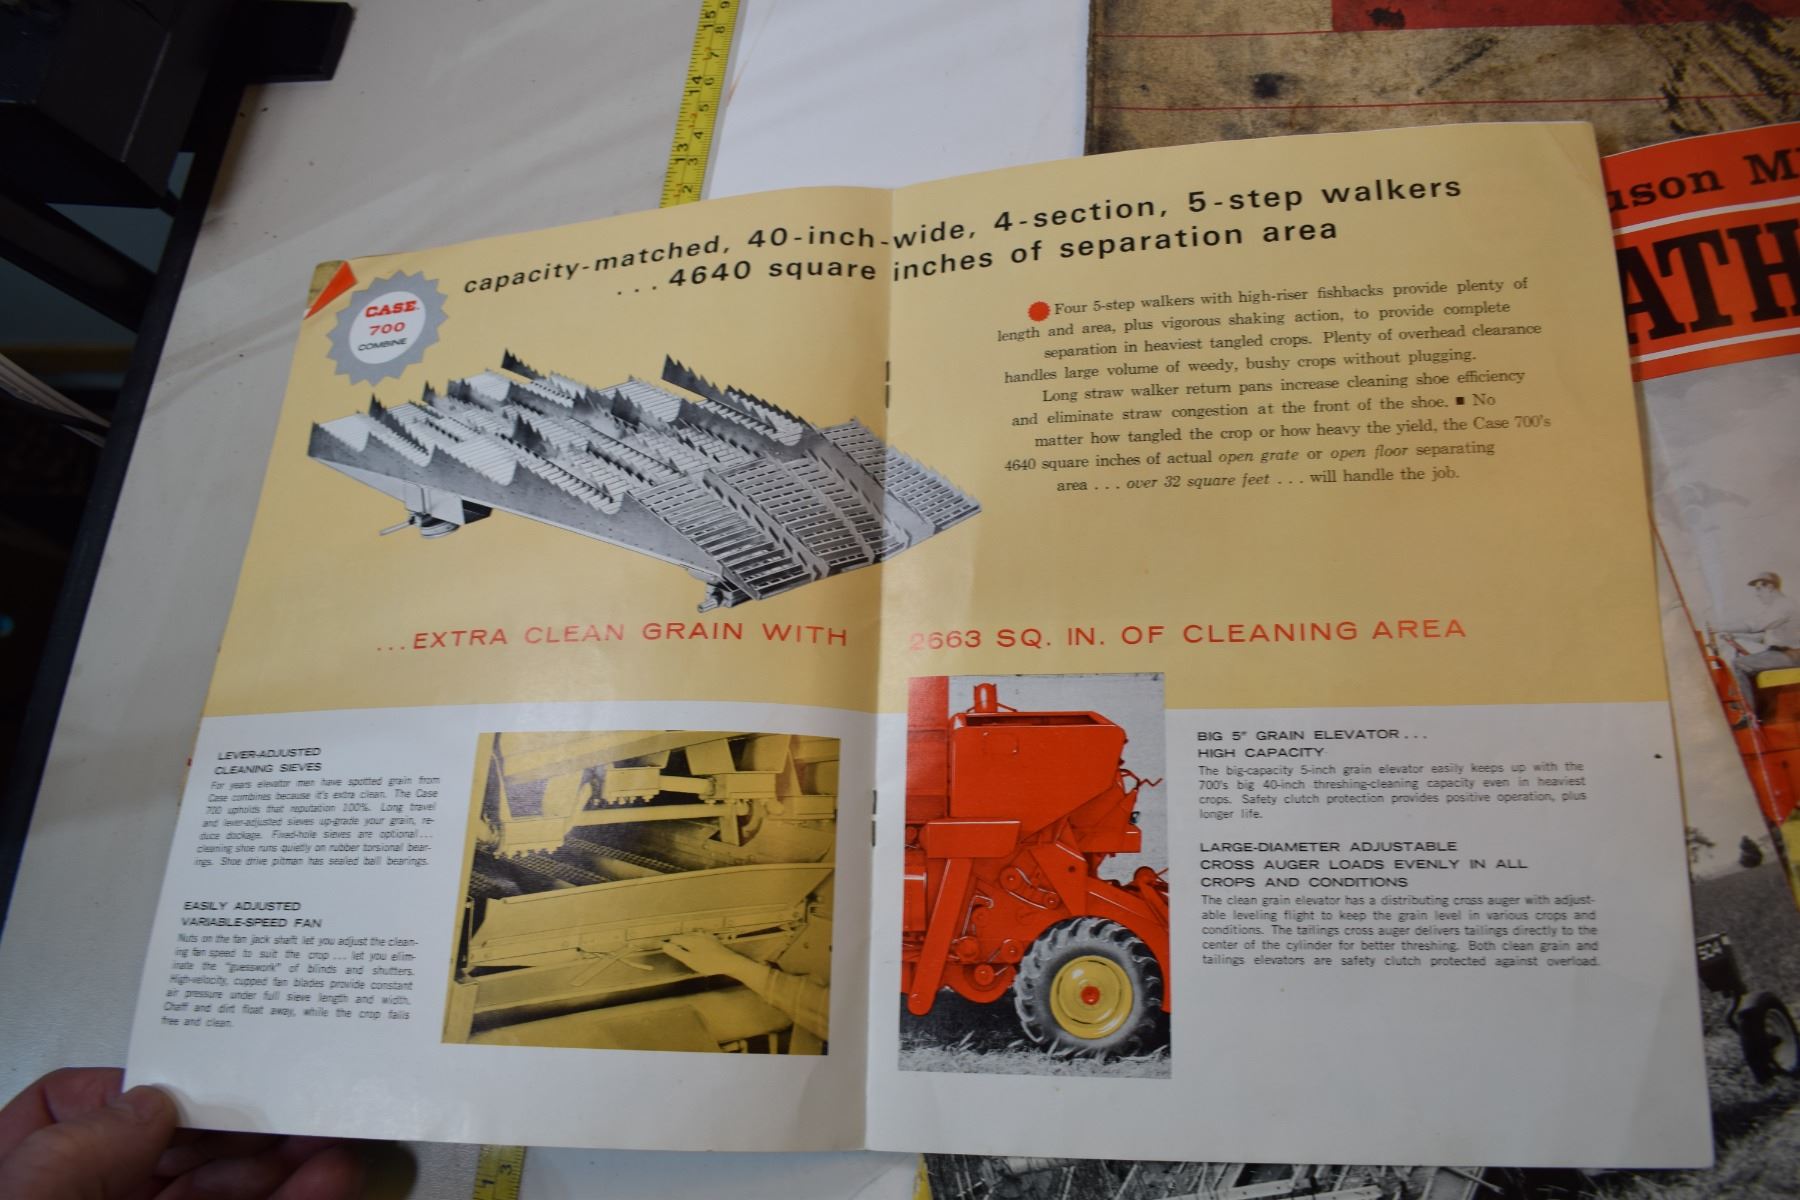 capacity-matched, 40-inch-wide, 4-section, 5-step walkers
... 4640 square inches of separation area
CASE
700
COMBINE
Four 5-step walkers with high-riser fishbacks provide plenty of
length and area, plus vigorous shaking action, to provide complete
separation in heaviest tangled crops. Plenty of overhead clearance
handles large volume of weedy, bushy crops without plugging.
Long straw walker return pans increase cleaning shoe efficiency
and eliminate straw congestion at the front of the shoe. ■ No
matter how tangled the crop or how heavy the yield, the Case 700's
4640 square inches of actual open grate or open floor separating
area . . . over 32 square feet . . . will handle the job.
...EXTRA CLEAN GRAIN WITH 2663 SQ. IN. OF CLEANING AREA
LEVER-ADJUSTED
CLEANING SIEVES
For years elevator men have spotted grain from
Case combines because it's extra clean. The Case
700 upholds that reputation 100%. Long travel
and lever-adjusted sieves up-grade your grain, re-
duce dockage. Fixed-hole sieves are optional...
cleaning shoe runs quietly on rubber torsional bear-
ings. Shoe drive pitman has sealed ball bearings.
EASILY ADJUSTED
VARIABLE-SPEED FAN
Nuts on the fan jack shaft let you adjust the clean-
ing fan speed to suit the crop ... let you elim-
inate the "guesswork" of blinds and shutters.
High-velocity, cupped fan blades provide constant
air pressure under full sieve length and width.
Chaff and dirt float away, while the crop falls
free and clean.
BIG 5" GRAIN ELEVATOR...
HIGH CAPACITY
The big-capacity 5-inch grain elevator easily keeps up with the
700's big 40-inch threshing-cleaning capacity even in heaviest
crops. Safety clutch protection provides positive operation, plus
longer life.
LARGE-DIAMETER ADJUSTABLE
CROSS AUGER LOADS EVENLY IN ALL
CROPS AND CONDITIONS
The clean grain elevator has a distributing cross auger with adjust-
able leveling flight to keep the grain level in various crops and
conditions. The tailings cross auger delivers tailings directly to the
center of the cylinder for better threshing. Both clean grain and
tailings elevators are safety clutch protected against overload.
uson M
ATH
15
14
13
9
8
7
6
5
4
3
2
3